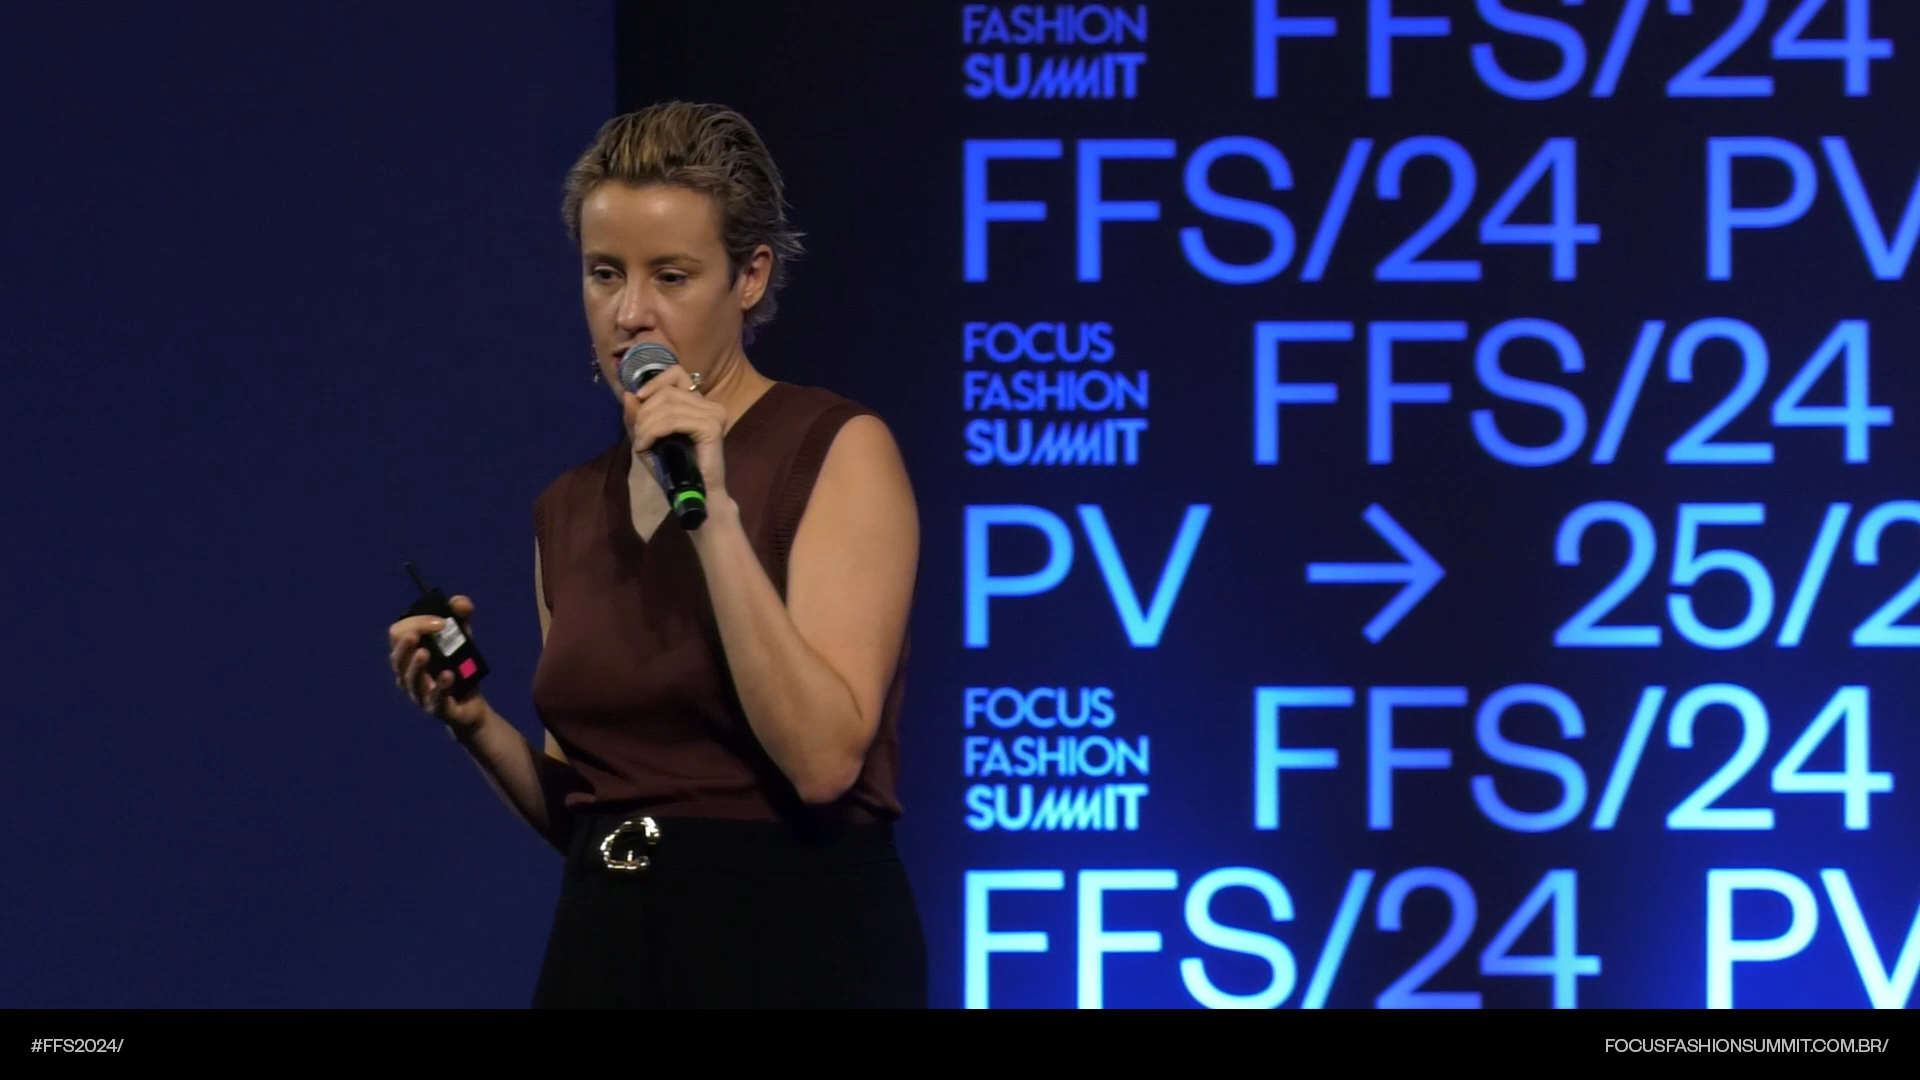 FASHION
SUMMIT
FFS/24
FFS/24 PV
FOCUS
FASHION
SUMMIT
FFS/24
PV → 25/2
FOCUS
FASHION
SUMMIT
FFS/24
FFS/24 PV
#FFS2024/
FOCUSFASHIONSUMMIT.COM.BR/